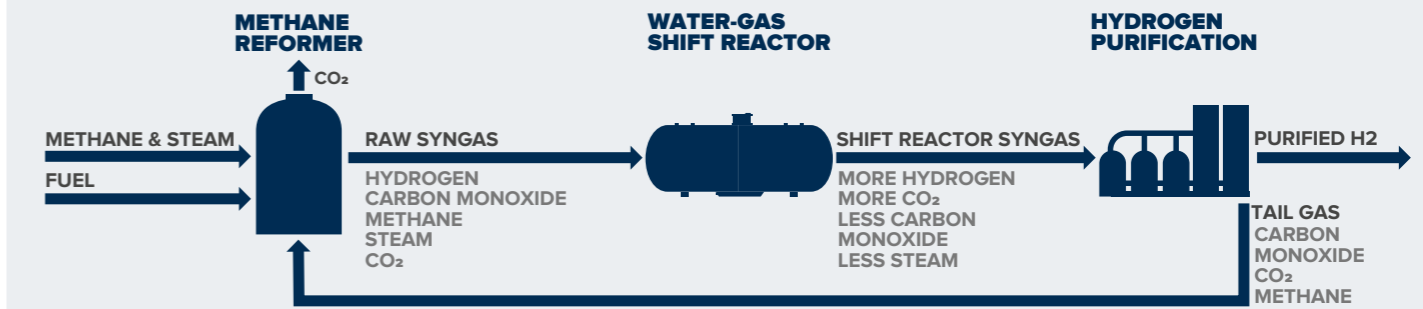 METHANE
REFORMER
WATER-GAS
SHIFT REACTOR
HYDROGEN
PURIFICATION
CO₂
METHANE & STEAM
FUEL
RAW SYNGAS
HYDROGEN
CARBON MONOXIDE
METHANE
STEAM
CO₂
SHIFT REACTOR SYNGAS
MORE HYDROGEN
MORE CO₂
LESS CARBON
MONOXIDE
LESS STEAM
PURIFIED H2
TAIL GAS
CARBON
MONOXIDE
CO₂
METHANE